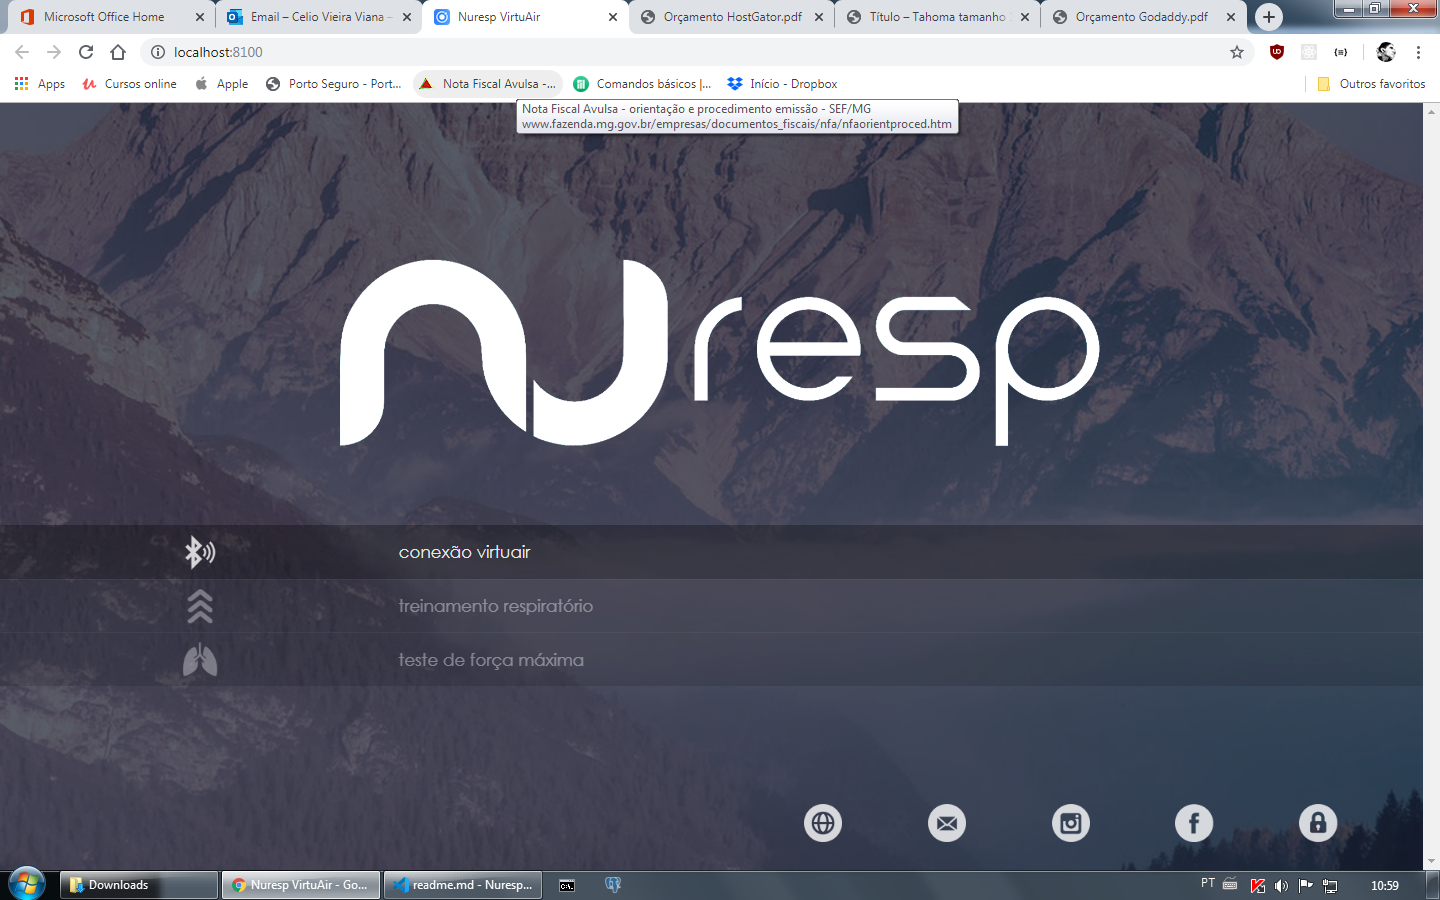 Microsoft Office Home
Email – Celio Vieira Viana –
Nuresp VirtuAir
Orçamento HostGator.pdf
Título – Tahoma tamanho
Orçamento Godaddy.pdf
localhost:8100
Apps
Cursos online
Apple
Porto Seguro - Port...
Nota Fiscal Avulsa -...
Comandos básicos |...
Início - Dropbox
Outros favoritos
Nota Fiscal Avulsa - orientação e procedimento emissão - SEF/MG
www.fazenda.mg.gov.br/empresas/documentos_fiscais/nfa/nfaorientproced.htm
Nuresp
conexão virtuair
treinamento respiratório
teste de força máxima
Downloads
Nuresp VirtuAir - Go...
readme.md - Nuresp...
PT
10:59